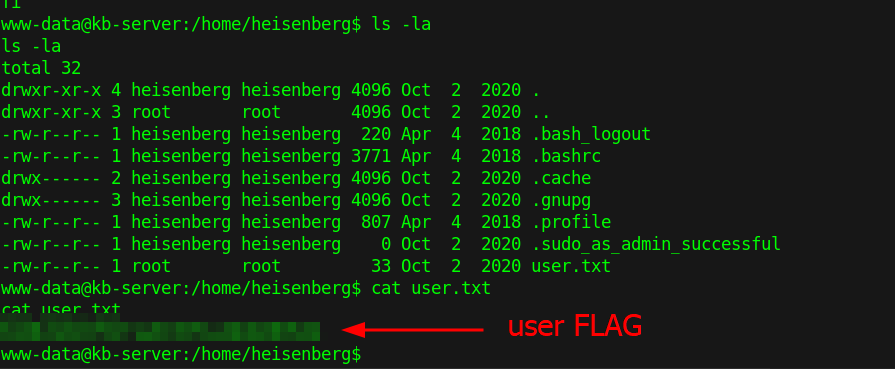 www-data@kb-server:/home/heisenberg$ ls -la
ls -la
total 32
drwxr-xr-x 4 heisenberg heisenberg 4096 Oct  2  2020 .
drwxr-xr-x 3 root       root       4096 Oct  2  2020 ..
-rw-r--r-- 1 heisenberg heisenberg  220 Apr  4  2018 .bash_logout
-rw-r--r-- 1 heisenberg heisenberg 3771 Apr  4  2018 .bashrc
drwx------ 2 heisenberg heisenberg 4096 Oct  2  2020 .cache
drwx------ 3 heisenberg heisenberg 4096 Oct  2  2020 .gnupg
-rw-r--r-- 1 heisenberg heisenberg  807 Apr  4  2018 .profile
-rw-r--r-- 1 heisenberg heisenberg    0 Oct  2  2020 .sudo_as_admin_successful
-rw-r--r-- 1 root       root         33 Oct  2  2020 user.txt
www-data@kb-server:/home/heisenberg$ cat user.txt
cat user.txt
user FLAG
www-data@kb-server:/home/heisenberg$